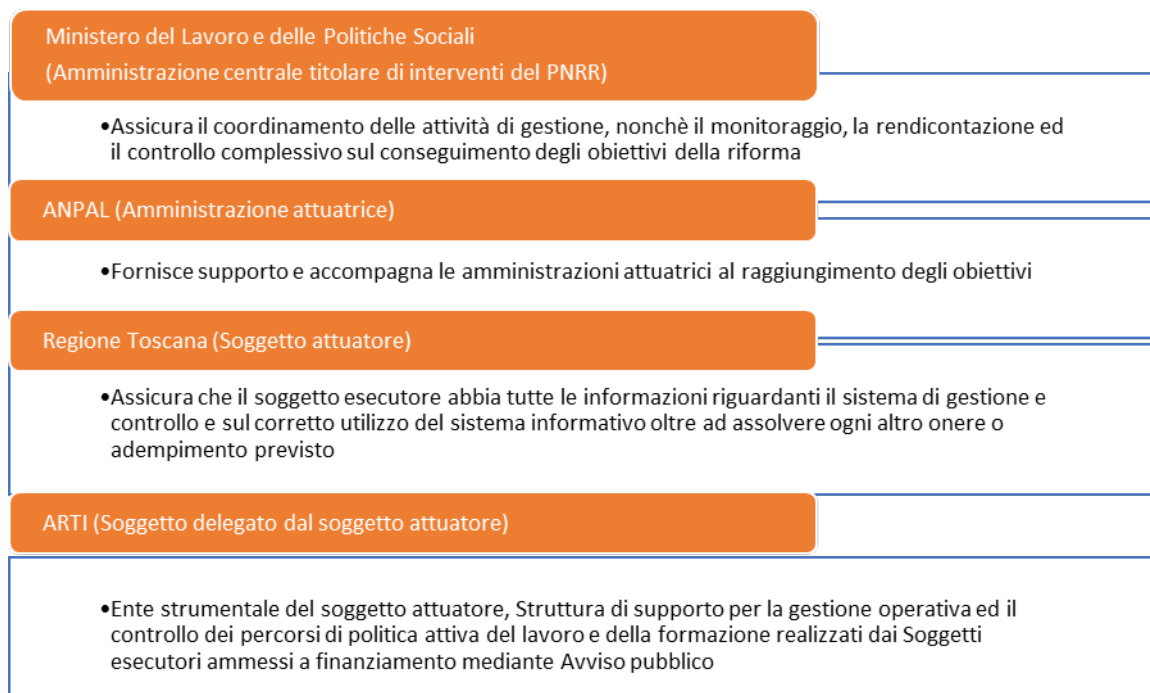 Ministero del Lavoro e delle Politiche Sociali
(Amministrazione centrale titolare di interventi del PNRR)
•Assicura il coordinamento delle attività di gestione, nonchè il monitoraggio, la rendicontazione ed
il controllo complessivo sul conseguimento degli obiettivi della riforma
ANPAL (Amministrazione attuatrice)
•Fornisce supporto e accompagna le amministrazioni attuatrici al raggiungimento degli obiettivi
Regione Toscana (Soggetto attuatore)
•Assicura che il soggetto esecutore abbia tutte le informazioni riguardanti il sistema di gestione e
controllo e sul corretto utilizzo del sistema informativo oltre ad assolvere ogni altro onere o
adempimento previsto
ARTI (Soggetto delegato dal soggetto attuatore)
•Ente strumentale del soggetto attuatore, Struttura di supporto per la gestione operativa ed il
controllo dei percorsi di politica attiva del lavoro e della formazione realizzati dai Soggetti
esecutori ammessi a finanziamento mediante Avviso pubblico